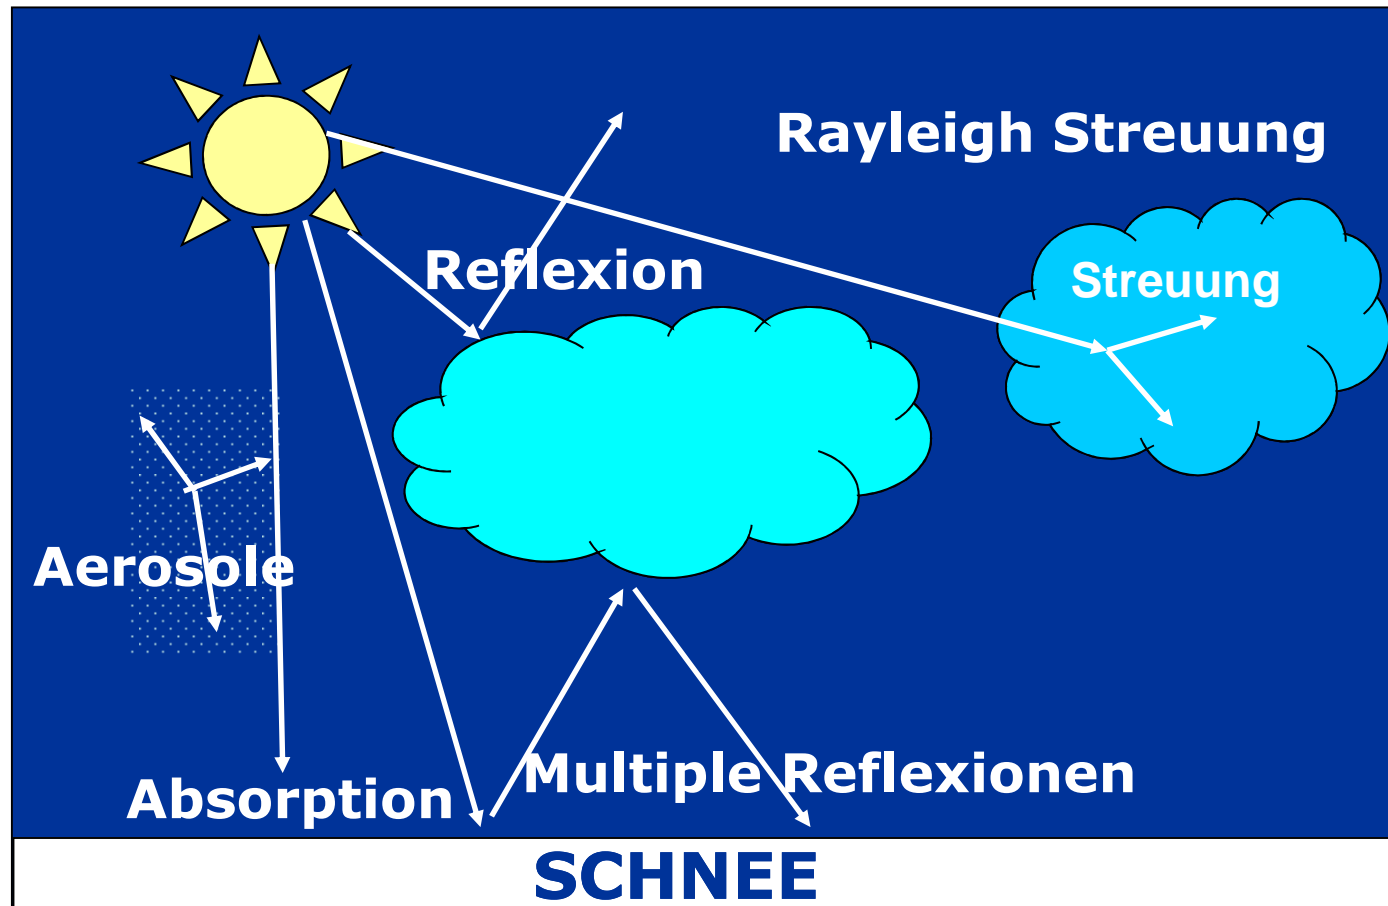 Rayleigh Streuung
Reflexion
Streuung
Aerosole
Multiple Reflexionen
Absorption
SCHNEE